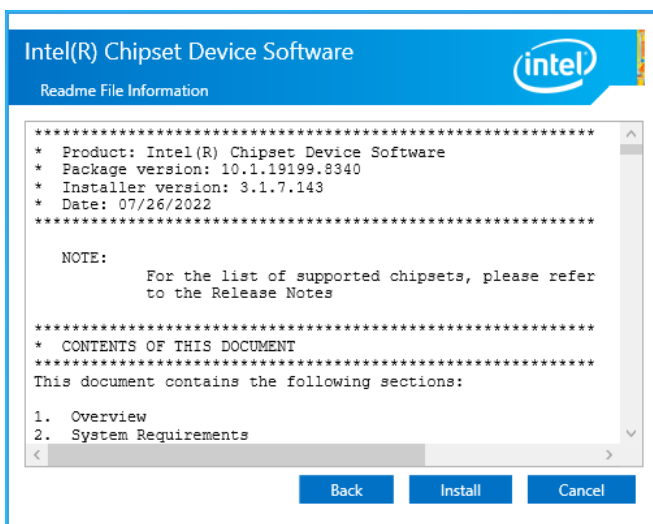 Intel(R) Chipset Device Software
intel
Readme File Information
*************************************************************
*  Product: Intel(R) Chipset Device Software
*  Package version: 10.1.19199.8340
*  Installer version: 3.1.7.143
*  Date: 07/26/2022
*************************************************************
NOTE:
For the list of supported chipsets, please refer
to the Release Notes
*************************************************************
*  CONTENTS OF THIS DOCUMENT
*************************************************************
This document contains the following sections:
1.  Overview
2.  System Requirements
Back
Install
Cancel